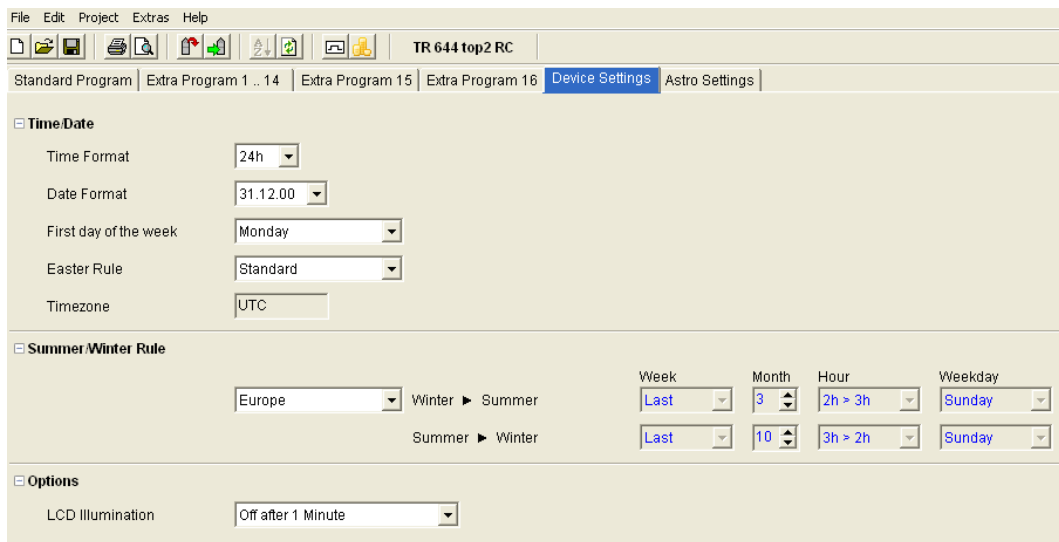 File Edit Project Extras Help
TR 644 top2 RC
Standard Program Extra Program 1 .. 14 Extra Program 15 Extra Program 16 Device Settings Astro Settings
Time/Date
Time Format 24h
Date Format 31.12.00
First day of the week Monday
Easter Rule Standard
Timezone UTC
Summer/Winter Rule
Week Month Hour Weekday
Europe Winter ► Summer Last 3 2h > 3h Sunday
Summer ► Winter Last 10 3h > 2h Sunday
Options
LCD Illumination Off after 1 Minute